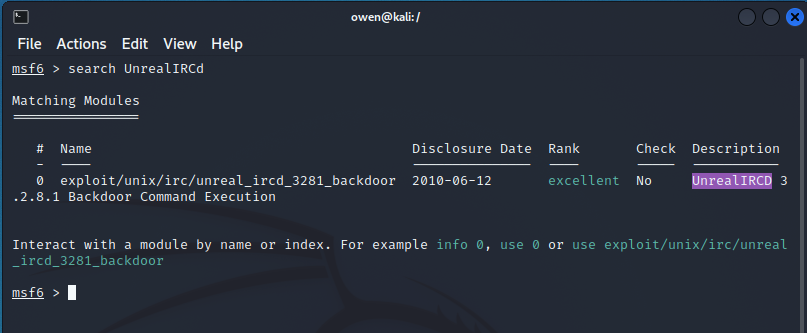 owen@kali: /
File Actions Edit View Help
msf6 > search UnrealIRCd
Matching Modules
================
# Name Disclosure Date Rank Check Description
- ---- --------------- ---- ----- -----------
0 exploit/unix/irc/unreal_ircd_3281_backdoor 2010-06-12 excellent No UnrealIRCD 3
.2.8.1 Backdoor Command Execution
Interact with a module by name or index. For example info 0, use 0 or use exploit/unix/irc/unreal
_ircd_3281_backdoor
msf6 >